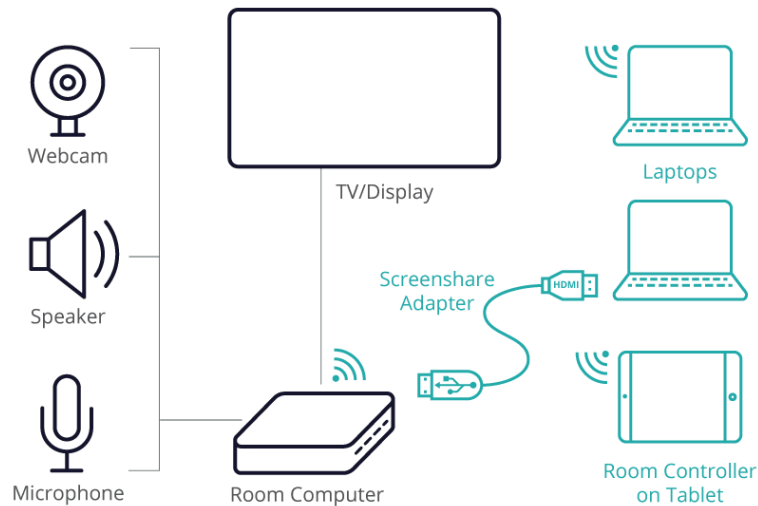 Webcam
TV/Display
Laptops
Speaker
Screenshare
Adapter
HDMI
Microphone
Room Computer
Room Controller
on Tablet